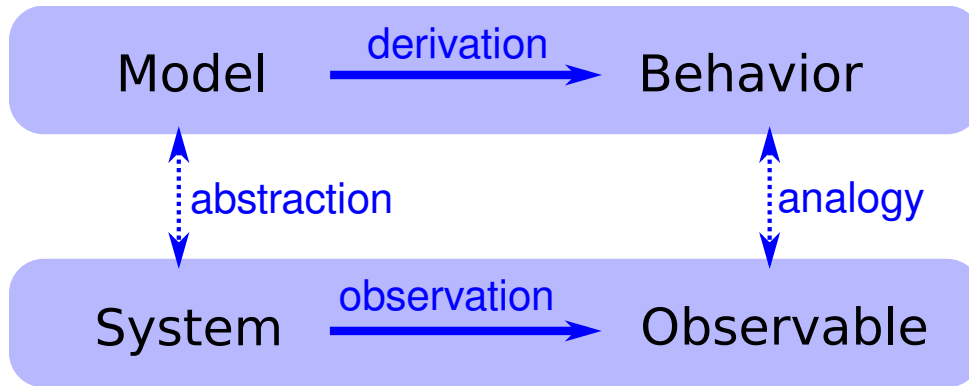 derivation
Model Behavior
abstraction analogy
observation
System Observable